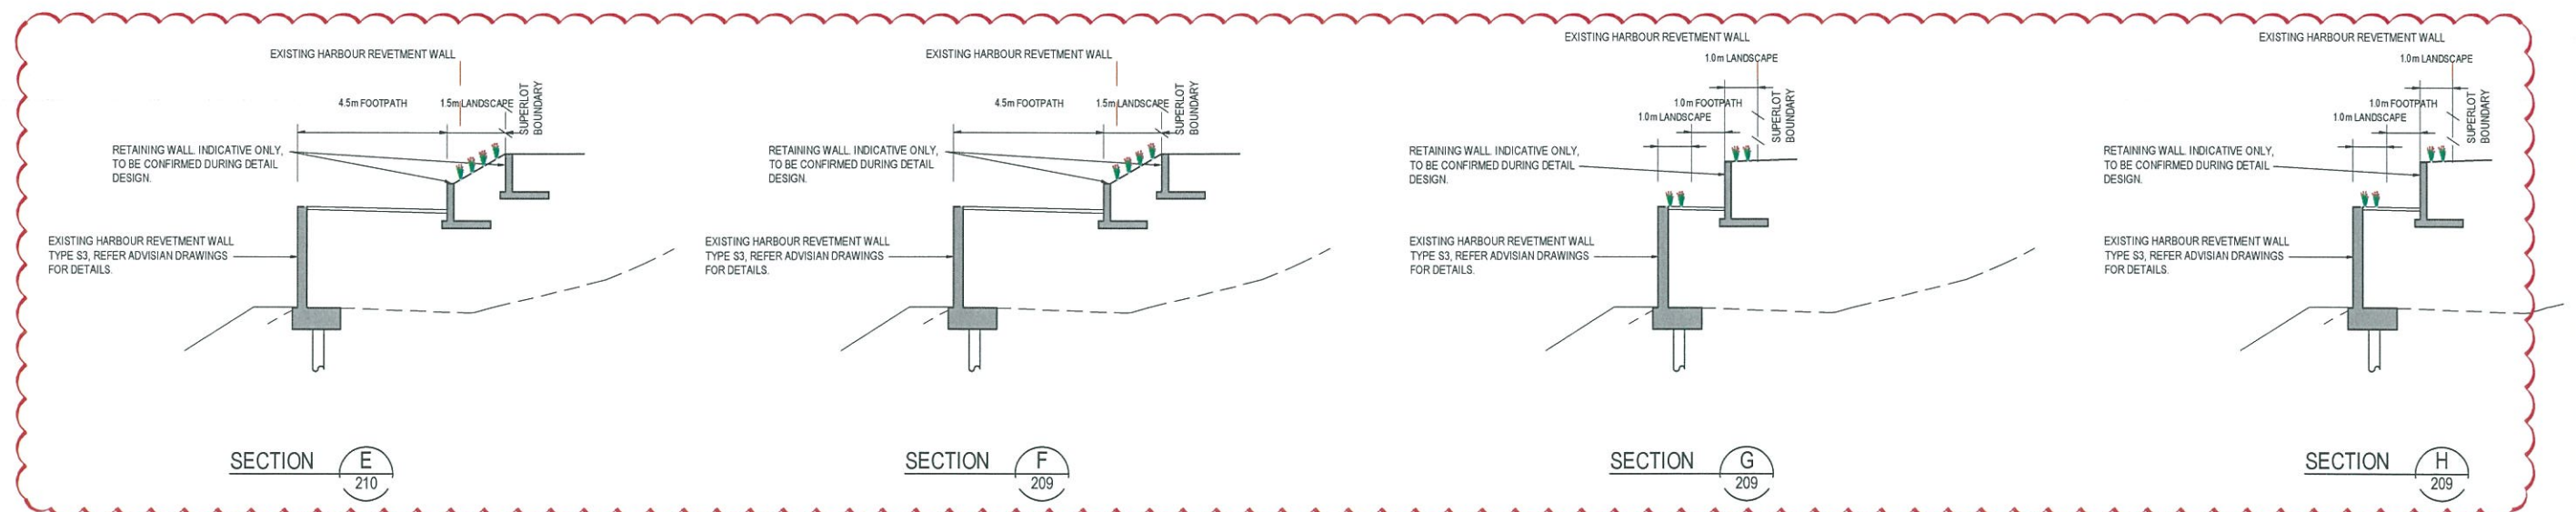 EXISTING HARBOUR REVETMENT WALL
4.5m FOOTPATH
1.5m LANDSCAPE
SUPERLOT
BOUNDARY
RETAINING WALL. INDICATIVE ONLY,
TO BE CONFIRMED DURING DETAIL
DESIGN.
EXISTING HARBOUR REVETMENT WALL
TYPE S3, REFER ADVISIAN DRAWINGS
FOR DETAILS.
SECTION E
210
EXISTING HARBOUR REVETMENT WALL
4.5m FOOTPATH
1.5m LANDSCAPE
SUPERLOT
BOUNDARY
RETAINING WALL. INDICATIVE ONLY,
TO BE CONFIRMED DURING DETAIL
DESIGN.
EXISTING HARBOUR REVETMENT WALL
TYPE S3, REFER ADVISIAN DRAWINGS
FOR DETAILS.
SECTION F
209
EXISTING HARBOUR REVETMENT WALL
1.0m LANDSCAPE
1.0m FOOTPATH
1.0m LANDSCAPE
SUPERLOT
BOUNDARY
RETAINING WALL. INDICATIVE ONLY,
TO BE CONFIRMED DURING DETAIL
DESIGN.
EXISTING HARBOUR REVETMENT WALL
TYPE S3, REFER ADVISIAN DRAWINGS
FOR DETAILS.
SECTION G
209
EXISTING HARBOUR REVETMENT WALL
1.0m LANDSCAPE
1.0m FOOTPATH
1.0m LANDSCAPE
SUPERLOT
BOUNDARY
RETAINING WALL. INDICATIVE ONLY,
TO BE CONFIRMED DURING DETAIL
DESIGN.
EXISTING HARBOUR REVETMENT WALL
TYPE S3, REFER ADVISIAN DRAWINGS
FOR DETAILS.
SECTION H
209